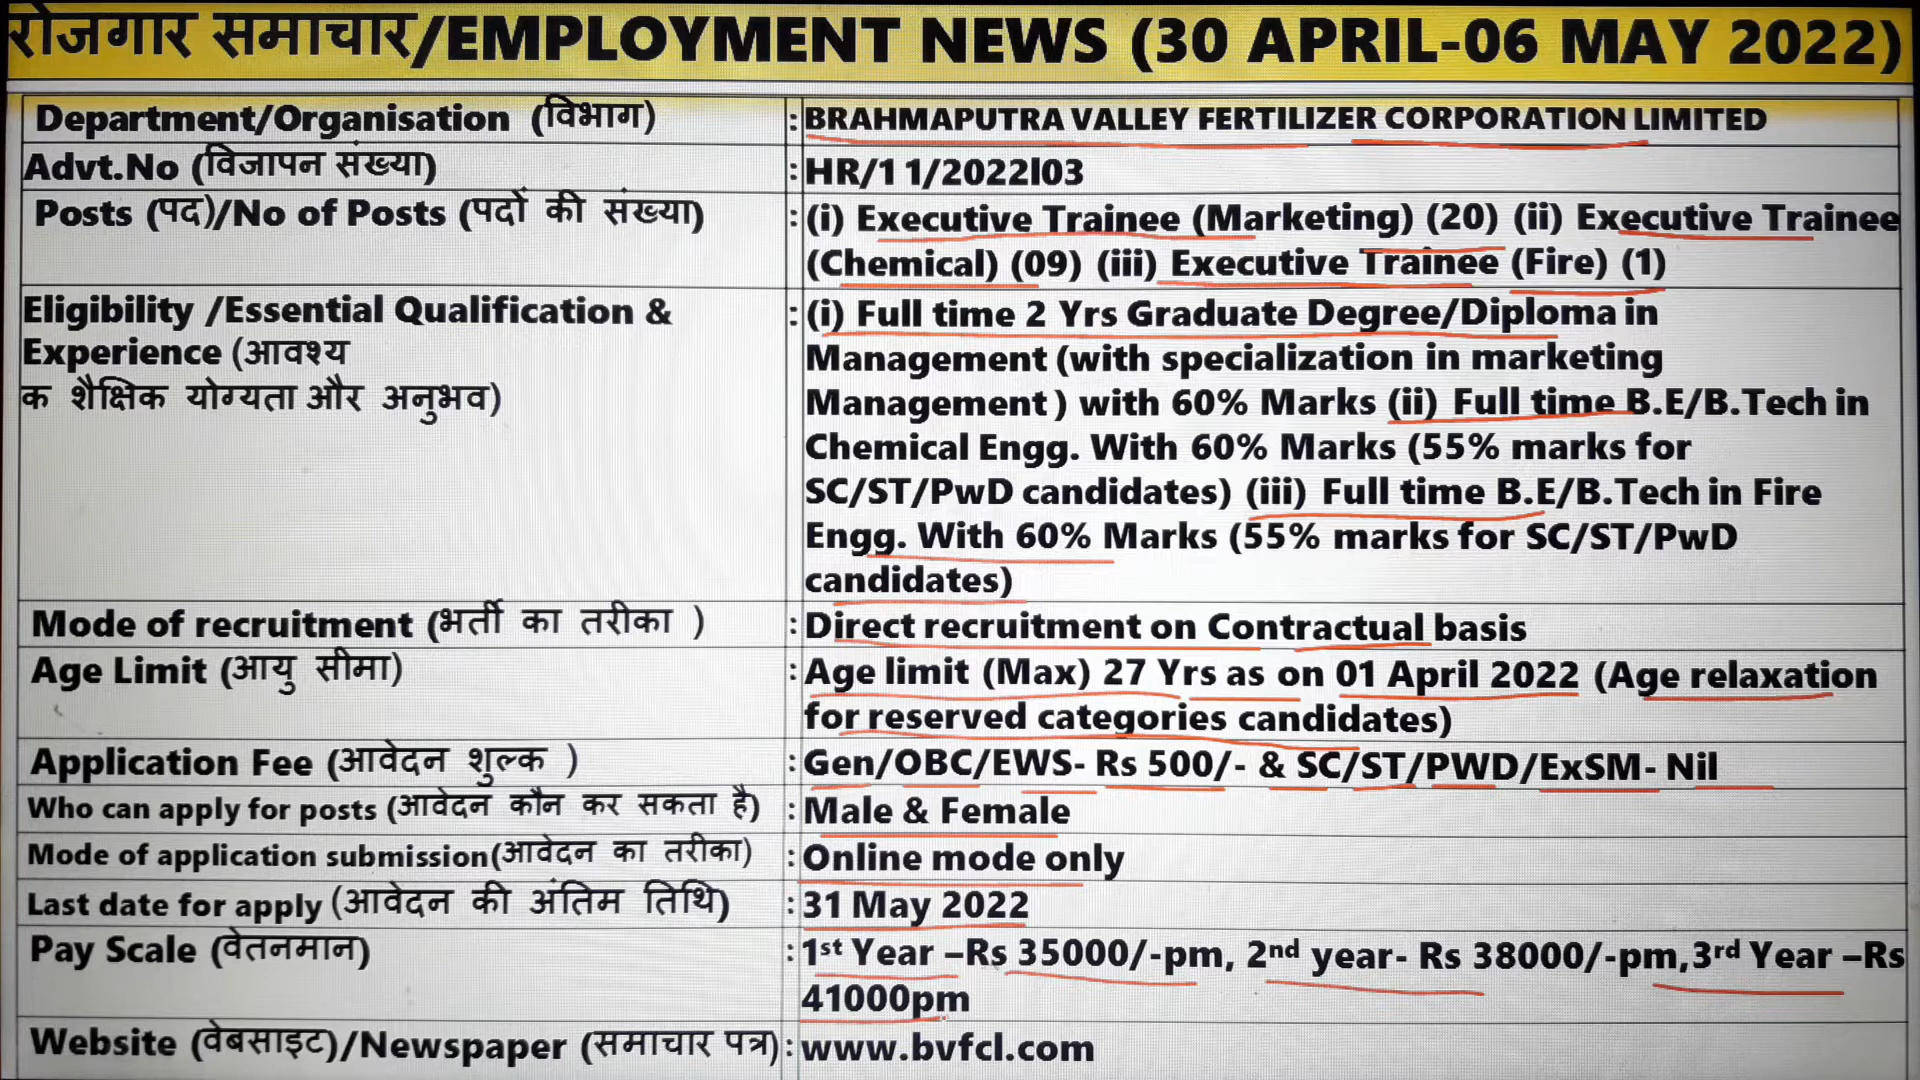 रोजगार समाचार/EMPLOYMENT NEWS (30 APRIL-06 MAY 2022)
Department/Organisation (विभाग) : BRAHMAPUTRA VALLEY FERTILIZER CORPORATION LIMITED
Advt.No (विजापन संख्या) : HR/1 1/2022l03
Posts (पद)/No of Posts (पदों की संख्या) : (i) Executive Trainee (Marketing) (20) (ii) Executive Trainee
(Chemical) (09) (iii) Executive Trainee (Fire) (1)
Eligibility /Essential Qualification & : (i) Full time 2 Yrs Graduate Degree/Diploma in
Experience (आवश्य Management (with specialization in marketing
क शैक्षिक योग्यता और अनुभव) Management ) with 60% Marks (ii) Full time B.E/B.Tech in
Chemical Engg. With 60% Marks (55% marks for
SC/ST/PwD candidates) (iii) Full time B.E/B.Tech in Fire
Engg. With 60% Marks (55% marks for SC/ST/PwD
candidates)
Mode of recruitment (भर्ती का तरीका ) : Direct recruitment on Contractual basis
Age Limit (आयु सीमा) : Age limit (Max) 27 Yrs as on 01 April 2022 (Age relaxation
for reserved categories candidates)
Application Fee (आवेदन शुल्क ) : Gen/OBC/EWS- Rs 500/- & SC/ST/PWD/ExSM- Nil
Who can apply for posts (आवेदन कौन कर सकता है) : Male & Female
Mode of application submission(आवेदन का तरीका) : Online mode only
Last date for apply (आवेदन की अंतिम तिथि) : 31 May 2022
Pay Scale (वेतनमान) : 1st Year –Rs 35000/-pm, 2nd year- Rs 38000/-pm,3rd Year –Rs
41000pm
Website (वेबसाइट)/Newspaper (समाचार पत्र) : www.bvfcl.com